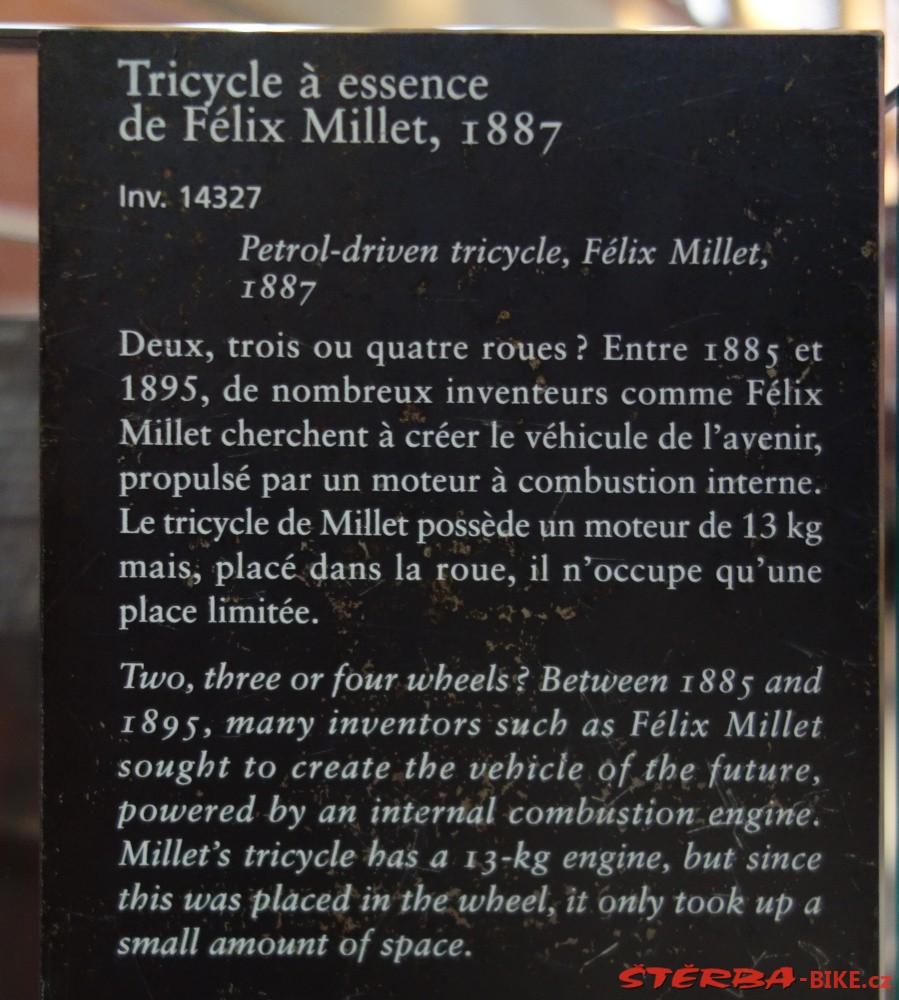 Tricycle à essence
de Félix Millet, 1887
Inv. 14327
Petrol-driven tricycle, Félix Millet,
1887
Deux, trois ou quatre roues ? Entre 1885 et
1895, de nombreux inventeurs comme Félix
Millet cherchent à créer le véhicule de l'avenir,
propulsé par un moteur à combustion interne.
Le tricycle de Millet possède un moteur de 13 kg
mais, placé dans la roue, il n'occupe qu'une
place limitée.
Two, three or four wheels ? Between 1885 and
1895, many inventors such as Félix Millet
sought to create the vehicle of the future,
powered by an internal combustion engine.
Millet's tricycle has a 13-kg engine, but since
this was placed in the wheel, it only took up a
small amount of space.
ŠTĚRBA-BIKE.cz